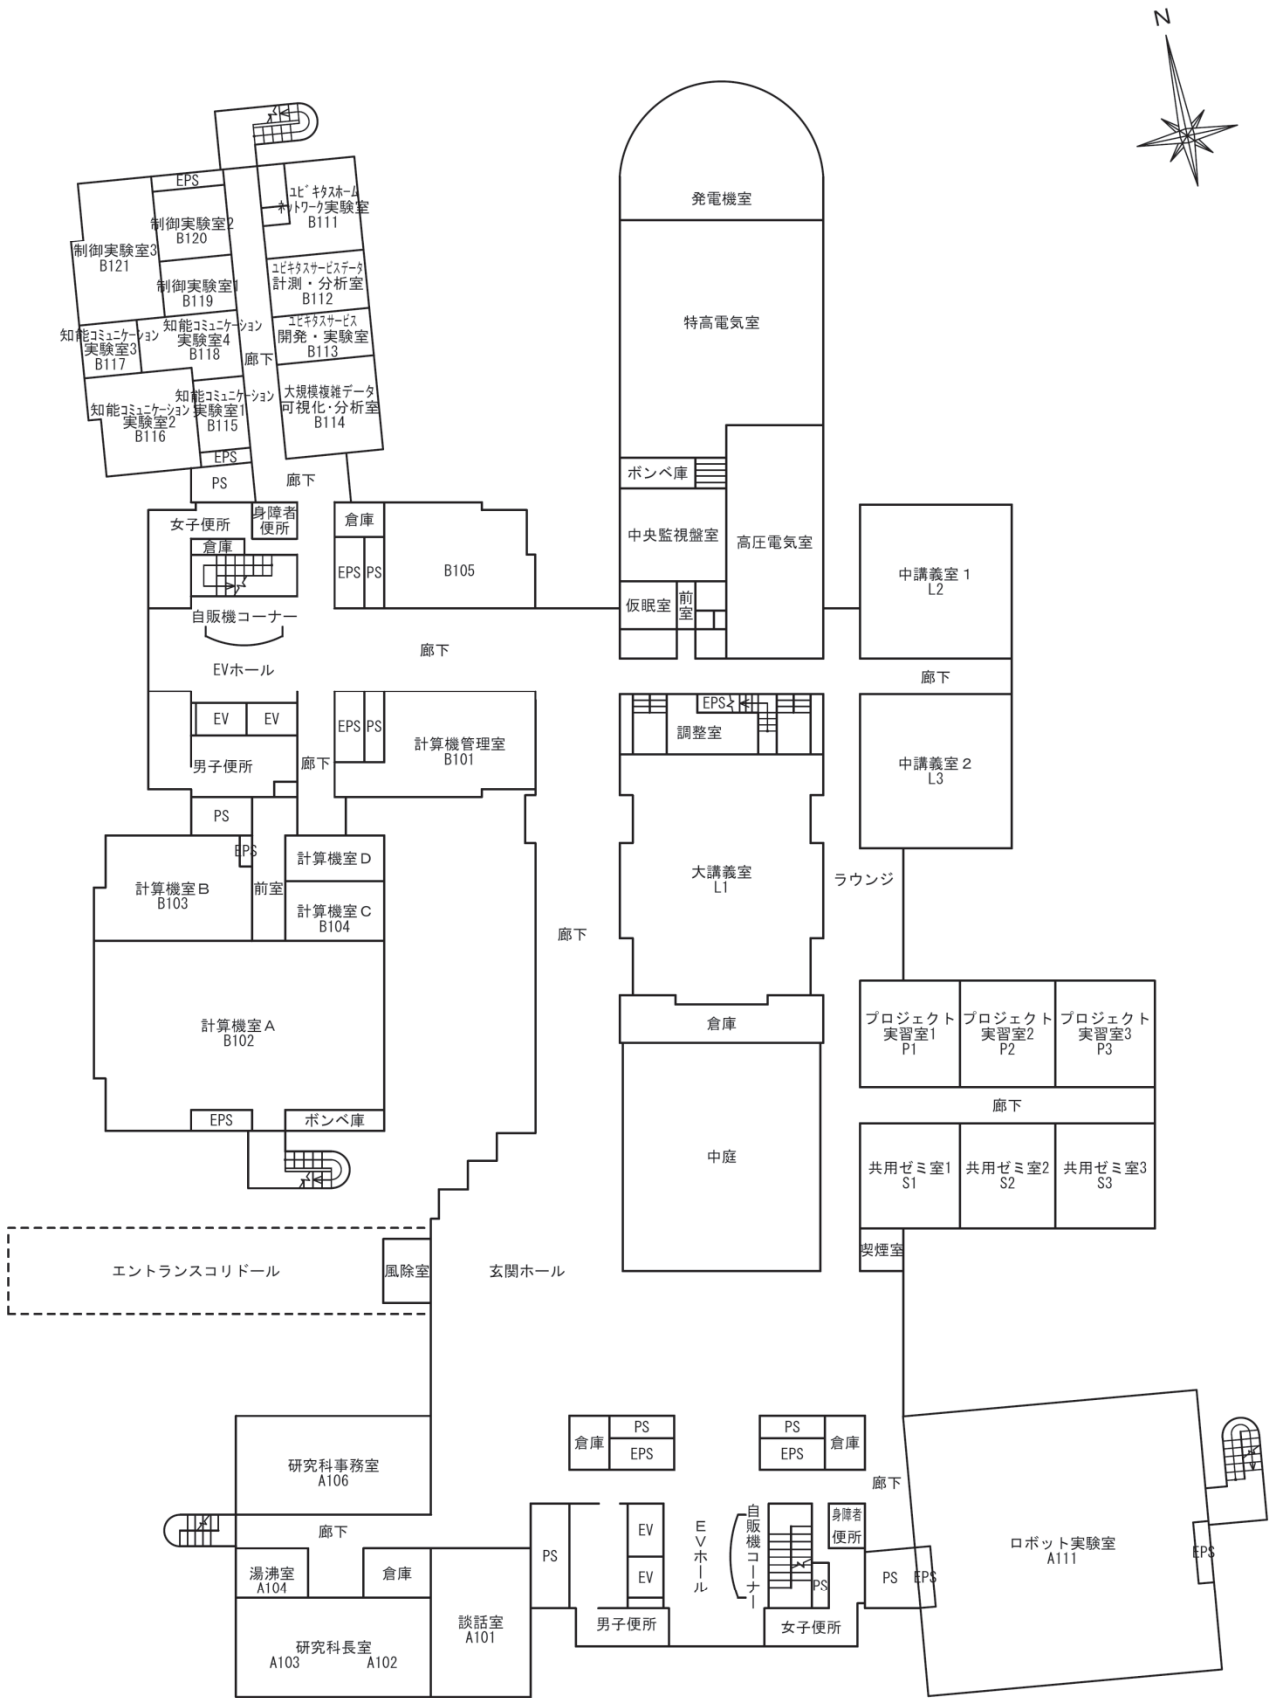 N
発電機室
EPS
ユビキタスホーム
ネットワーク実験室
B111
制御実験室2
B120
制御実験室3
B121
ユビキタスサービスデータ
計測・分析室
B112
制御実験室1
B119
特高電気室
知能コミュニケーション
実験室3
B117
知能コミュニケーション
実験室4
B118
ユビキタスサービス
開発・実験室
B113
廊下
知能コミュニケーション
実験室2
B116
知能コミュニケーション
実験室1
B115
大規模複雑データ
可視化・分析室
B114
EPS
PS
廊下
ボンベ庫
女子便所
身障者
便所
倉庫
倉庫
EPS
PS
B105
中央監視盤室
高圧電気室
中講義室1
L2
仮眠室
前室
自販機コーナー
廊下
EVホール
廊下
EV
EV
EPS
PS
計算機管理室
B101
EPS
調整室
男子便所
廊下
中講義室2
L3
PS
EPS
計算機室D
計算機室B
B103
前室
計算機室C
B104
大講義室
L1
ラウンジ
廊下
計算機室A
B102
倉庫
プロジェクト
実習室1
P1
プロジェクト
実習室2
P2
プロジェクト
実習室3
P3
EPS
ボンベ庫
廊下
中庭
共用ゼミ室1
S1
共用ゼミ室2
S2
共用ゼミ室3
S3
エントランスコリドール
風除室
玄関ホール
喫煙室
倉庫
PS
EPS
PS
EPS
倉庫
研究科事務室
A106
廊下
廊下
湯沸室
A104
倉庫
PS
EV
EV
EVホール
自販機コーナー
身障者
便所
PS
PS
EPS
ロボット実験室
A111
EPS
研究科長室
A103
A102
談話室
A101
男子便所
女子便所